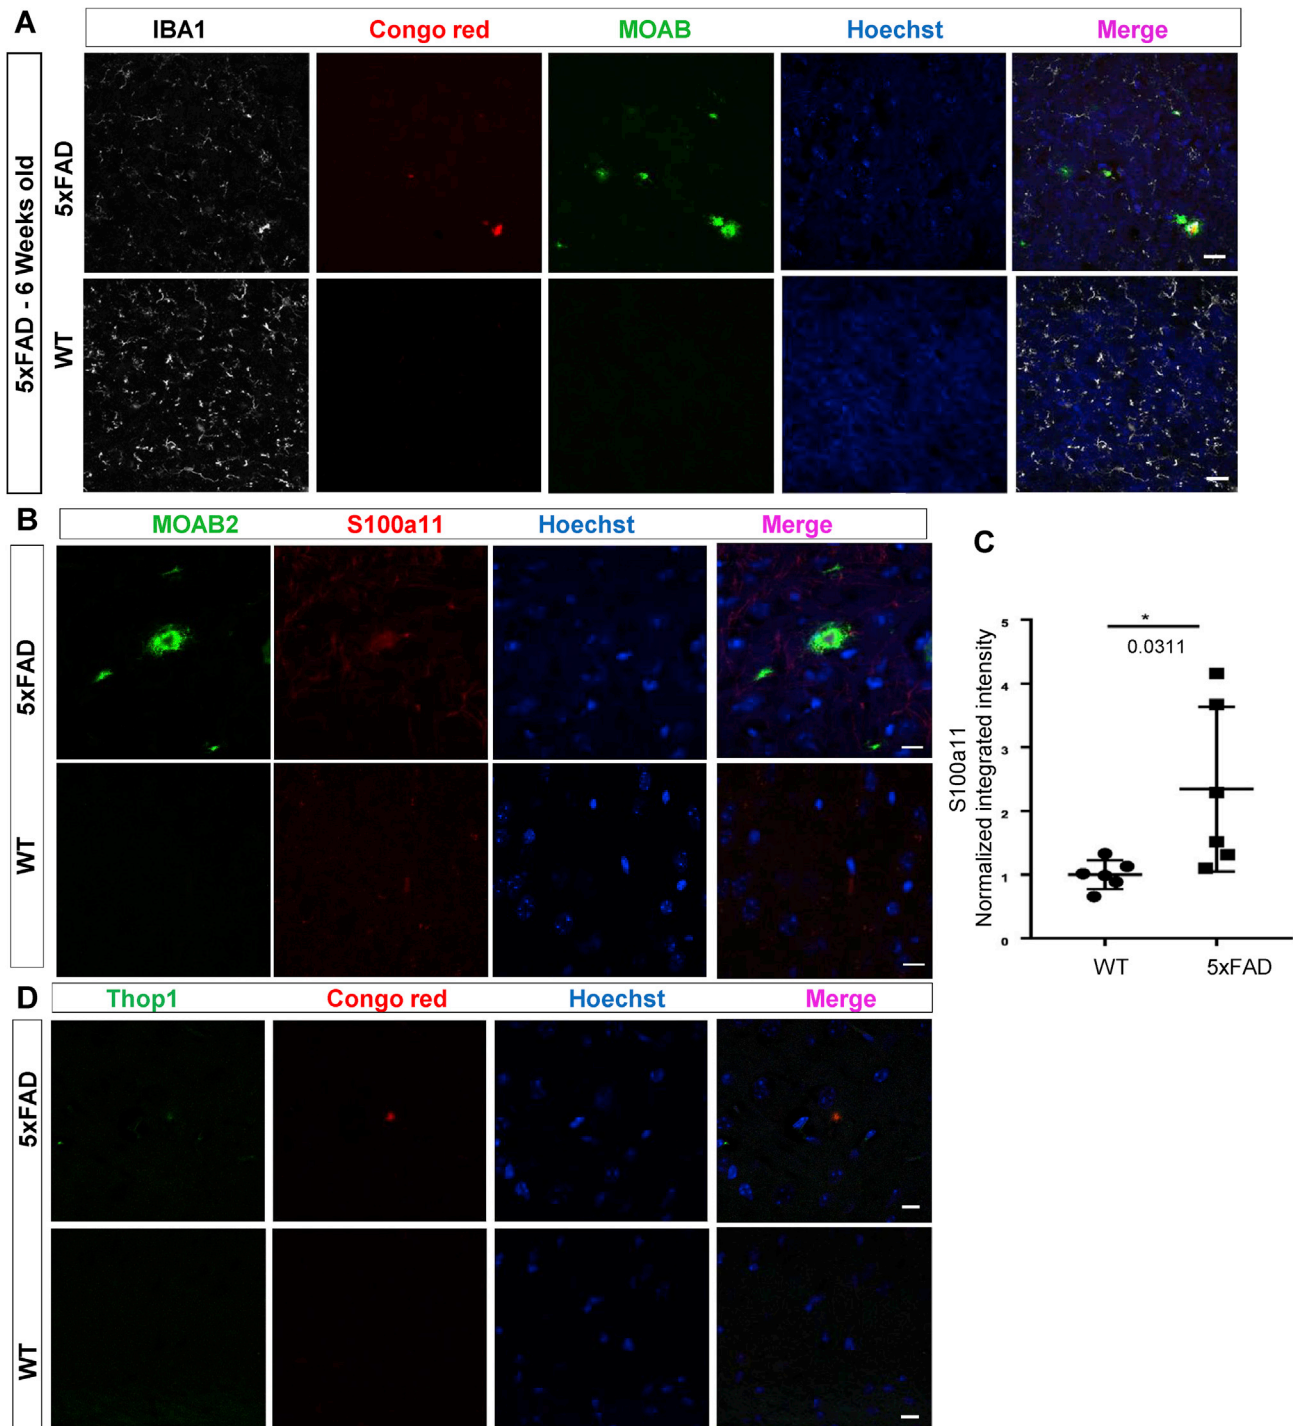 A
IBA1 Congo red MOAB Hoechst Merge
5xFAD - 6 Weeks old
5xFAD
WT
B
MOAB2 S100a11 Hoechst Merge
5xFAD
WT
C
S100a11
Normalized integrated intensity
5
4
3
2
1
0
*
0.0311
WT 5xFAD
D
Thop1 Congo red Hoechst Merge
5xFAD
WT